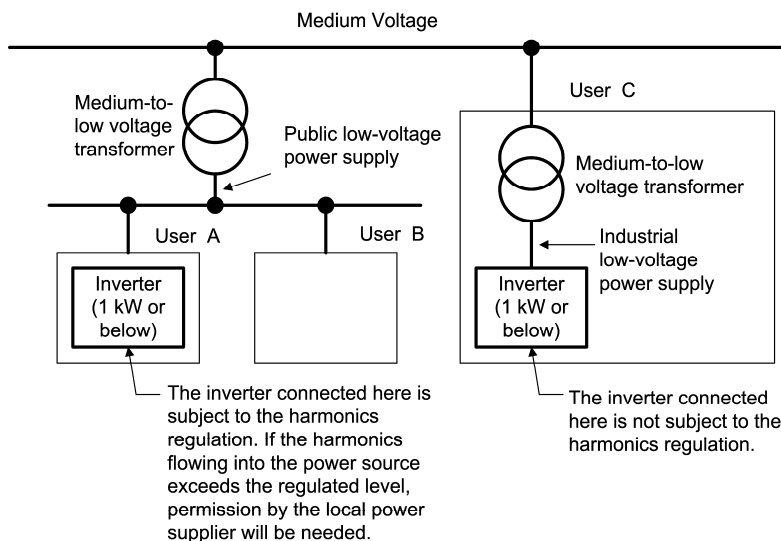 Medium Voltage
Medium-to-
low voltage
transformer
Public low-voltage
power supply
User C
Medium-to-low
voltage transformer
User A
User B
Industrial
low-voltage
power supply
Inverter
(1 kW or
below)
Inverter
(1 kW or
below)
The inverter connected here is
subject to the harmonics
regulation. If the harmonics
flowing into the power source
exceeds the regulated level,
permission by the local power
supplier will be needed.
The inverter connected
here is not subject to the
harmonics regulation.